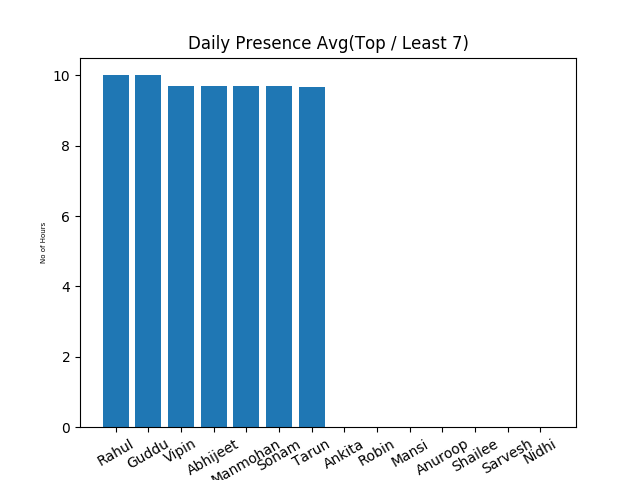 Daily Presence Avg(Top / Least 7)
10
8
6
4
2
0
No of Hours
Rahul
Guddu
Vipin
Abhijeet
Manmohan
Sonam
Tarun
Ankita
Robin
Mansi
Anuroop
Shailee
Sarvesh
Nidhi